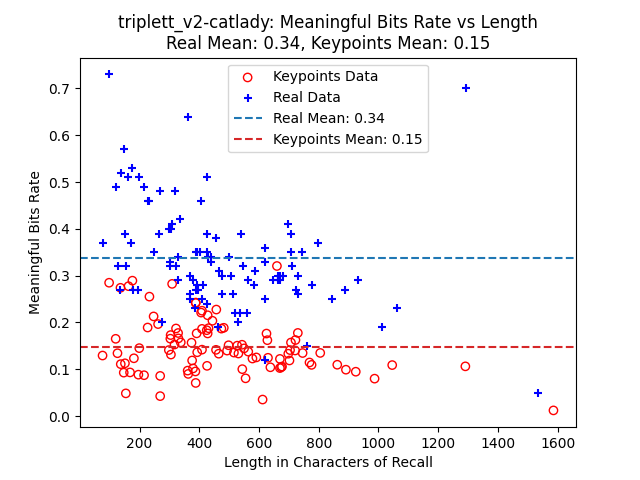 triplett_v2-catlady: Meaningful Bits Rate vs Length
Real Mean: 0.34, Keypoints Mean: 0.15
Keypoints Data
Real Data
Real Mean: 0.34
Keypoints Mean: 0.15
Meaningful Bits Rate
0.7
0.6
0.5
0.4
0.3
0.2
0.1
0.0
200 400 600 800 1000 1200 1400 1600
Length in Characters of Recall